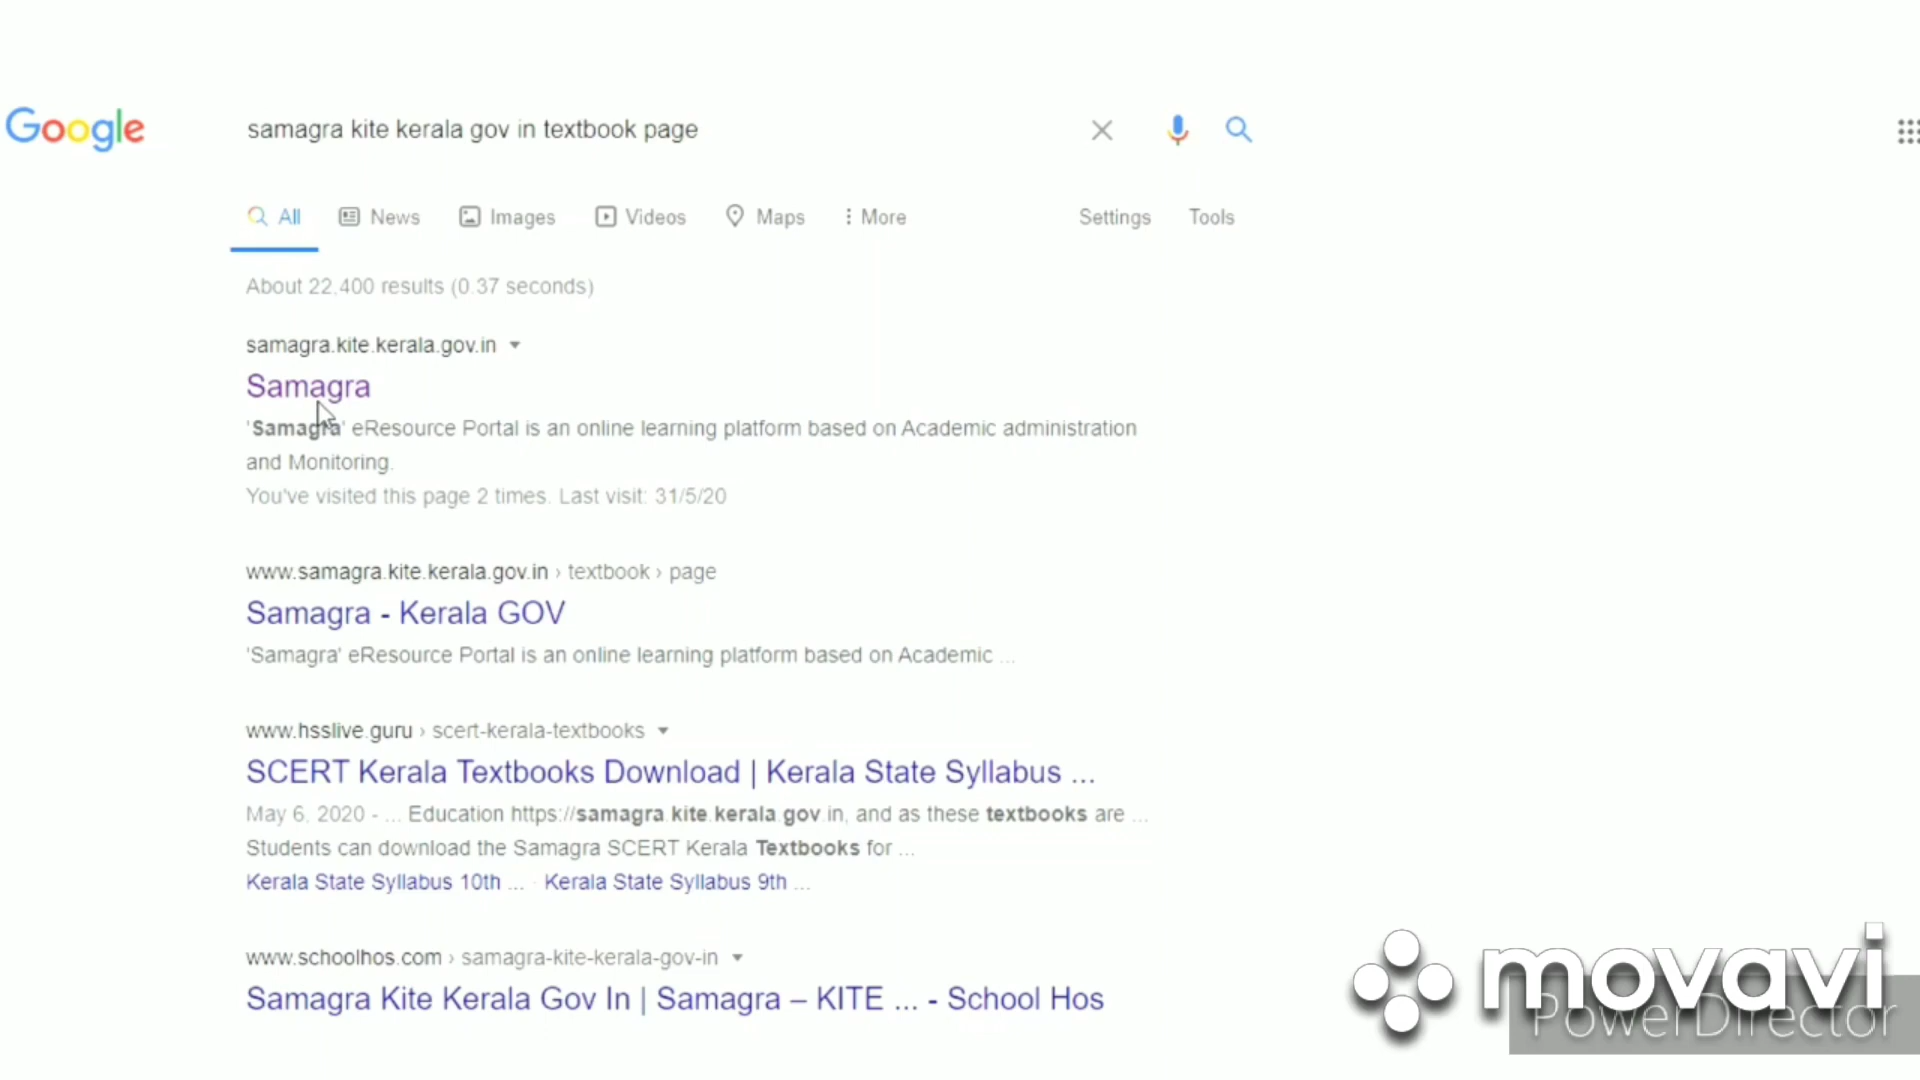 Google
samagra kite kerala gov in textbook page
All News Images Videos Maps More Settings Tools
About 22,400 results (0.37 seconds)
samagra.kite.kerala.gov.in
Samagra
'Samagra' eResource Portal is an online learning platform based on Academic administration
and Monitoring.
You've visited this page 2 times. Last visit: 31/5/20
www.samagra.kite.kerala.gov.in › textbook › page
Samagra - Kerala GOV
'Samagra' eResource Portal is an online learning platform based on Academic ...
www.hsslive.guru › scert-kerala-textbooks
SCERT Kerala Textbooks Download | Kerala State Syllabus ...
May 6, 2020 - ... Education https://samagra.kite.kerala.gov.in, and as these textbooks are ...
Students can download the Samagra SCERT Kerala Textbooks for ...
Kerala State Syllabus 10th ... · Kerala State Syllabus 9th ...
www.schoolhos.com › samagra-kite-kerala-gov-in
Samagra Kite Kerala Gov In | Samagra – KITE ... - School Hos
movavi
PowerDirector